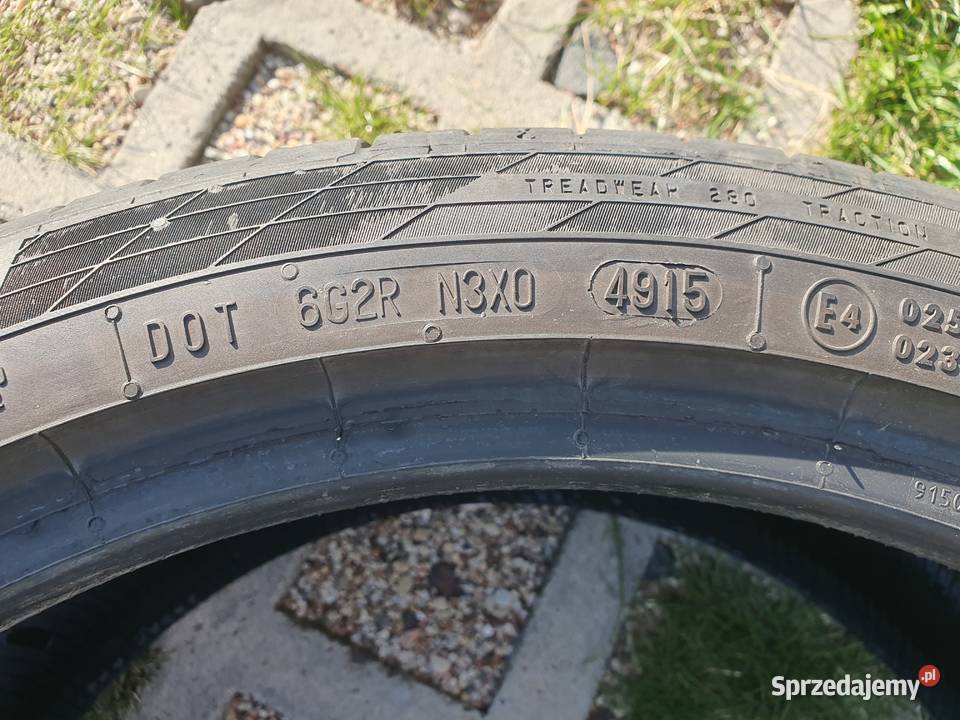 TREADWEAR 280 TRACTION
DOT 6G2R N3X0 4915 E4 025
023
9150
Sprzedajemy.pl